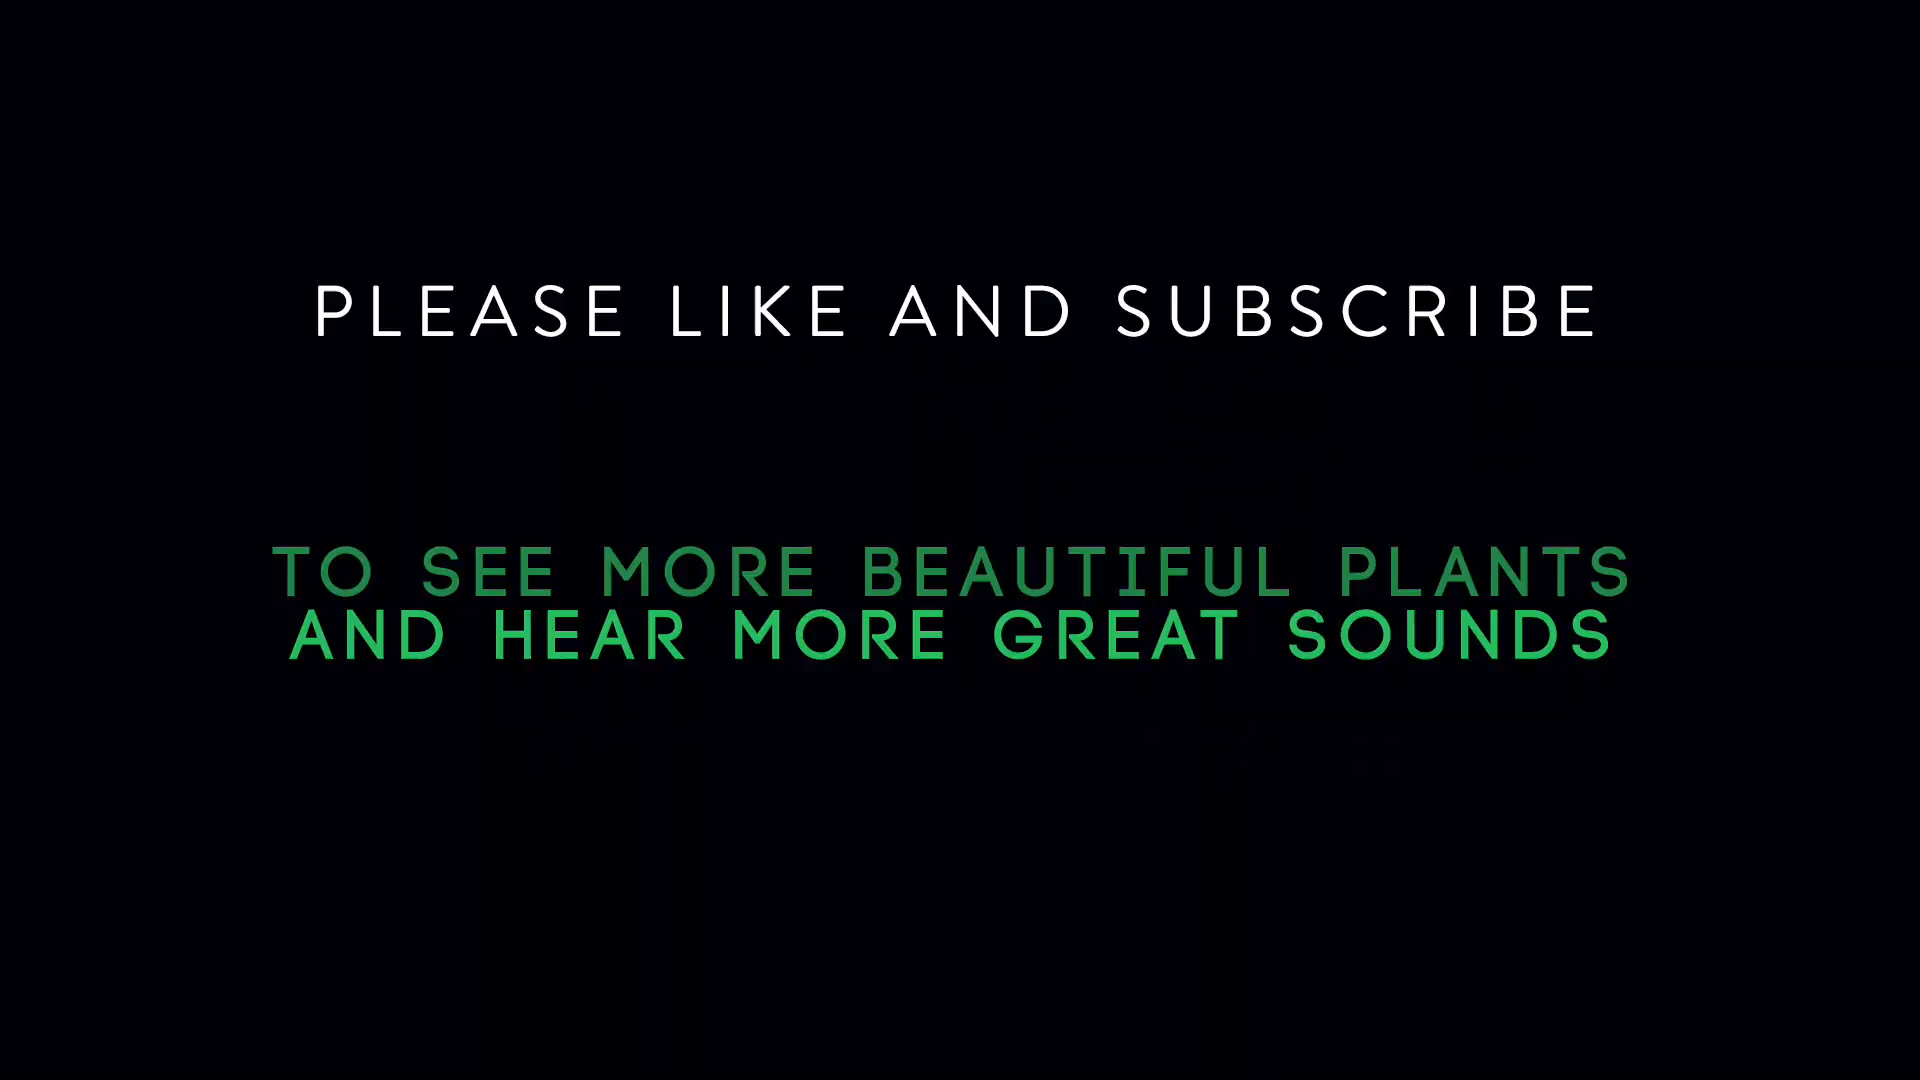 PLEASE LIKE AND SUBSCRIBE
TO SEE MORE BEAUTIFUL PLANTS
AND HEAR MORE GREAT SOUNDS